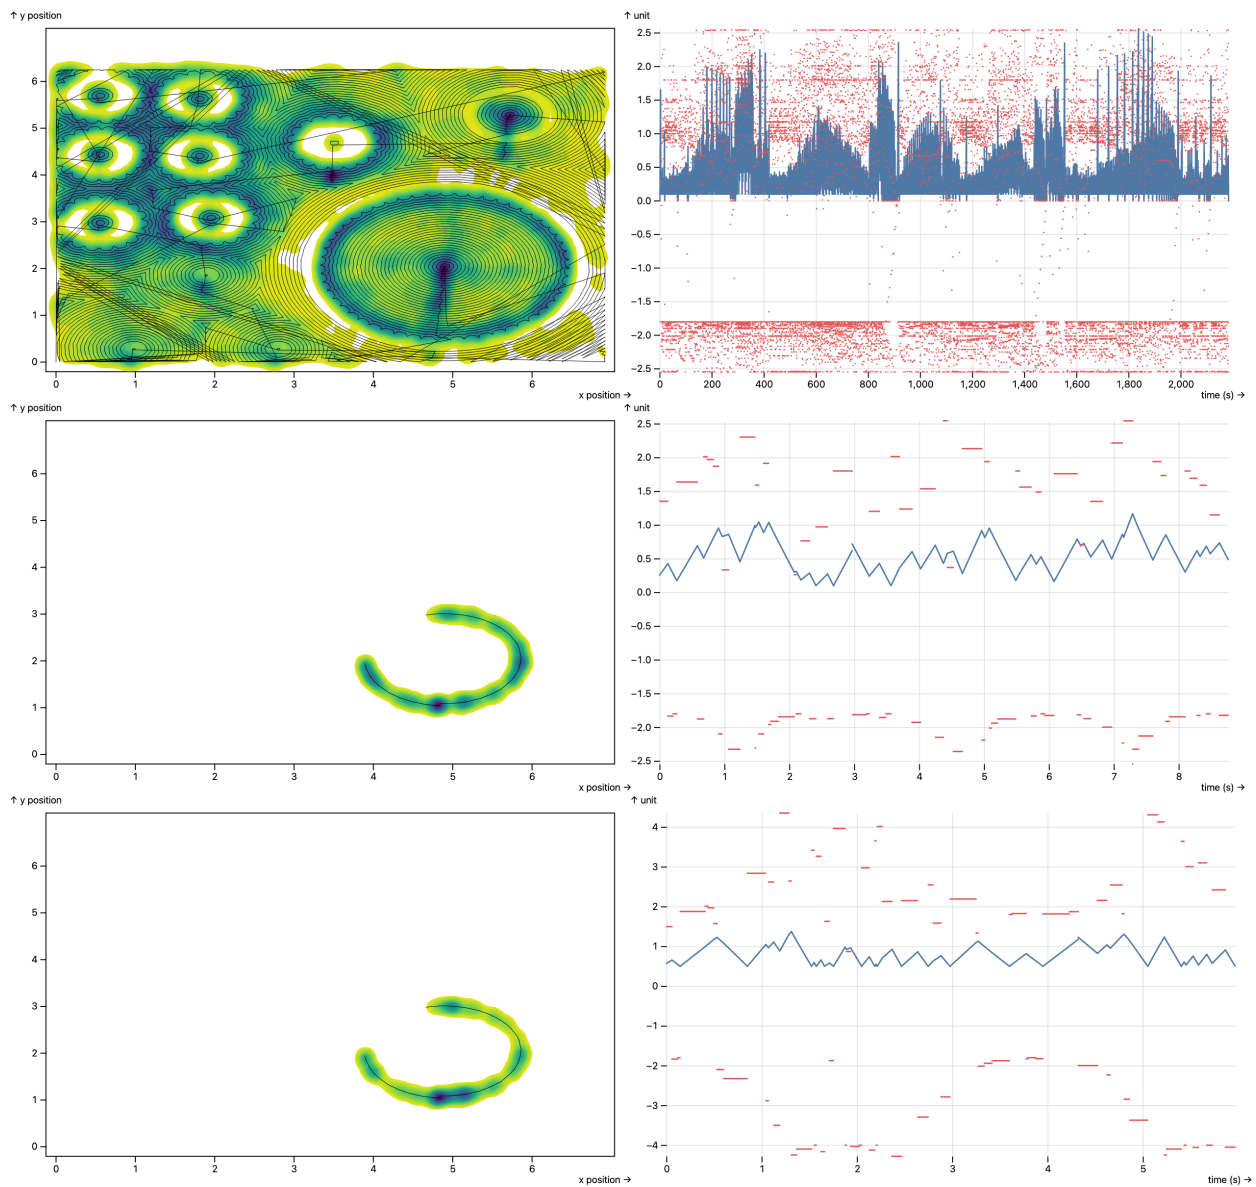 ↑ y position
6
5
4
3
2
1
0
0 1 2 3 4 5 6
x position →
↑ unit
2.5
2.0
1.5
1.0
0.5
0.0
−0.5
−1.0
−1.5
−2.0
−2.5
0 200 400 600 800 1,000 1,200 1,400 1,600 1,800 2,000
time (s) →
↑ y position
6
5
4
3
2
1
0
0 1 2 3 4 5 6
x position →
↑ unit
2.5
2.0
1.5
1.0
0.5
0.0
−0.5
−1.0
−1.5
−2.0
−2.5
0 1 2 3 4 5 6 7 8
time (s) →
↑ y position
6
5
4
3
2
1
0
0 1 2 3 4 5 6
x position →
↑ unit
4
3
2
1
0
−1
−2
−3
−4
0 1 2 3 4 5
time (s) →